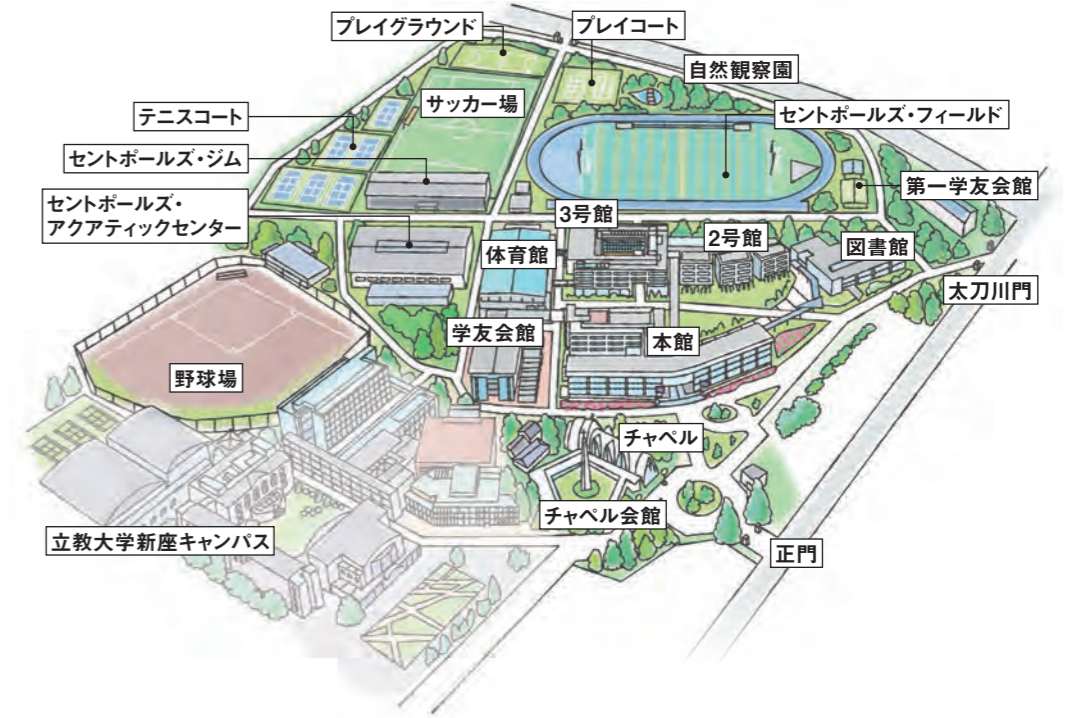 プレイグラウンド
プレイコート
自然観察園
サッカー場
テニスコート
セントポールズ・フィールド
セントポールズ・ジム
第一学友会館
セントポールズ・
アクアティックセンター
3号館
2号館
図書館
体育館
太刀川門
学友会館
本館
野球場
チャペル
チャペル会館
立教大学新座キャンパス
正門